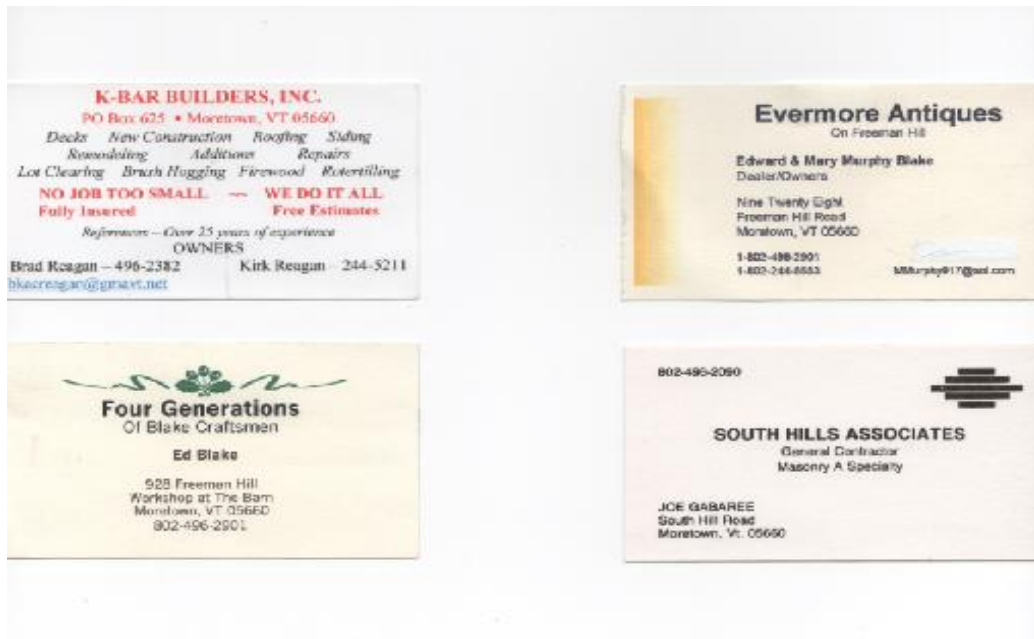 K-BAR BUILDERS, INC.
PO Box 625 • Moretown, VT 05660
Decks New Construction Roofing Siding
Remodeling Additions Repairs
Lot Clearing Brush Hogging Firewood Rotertilling
NO JOB TOO SMALL ~~ WE DO IT ALL
Fully Insured Free Estimates
References – Over 25 years of experience
OWNERS
Brad Reagan – 496-2382 Kirk Reagan – 244-5211
Evermore Antiques
On Freeman Hill
Edward & Mary Murphy Blake
Dealer/Owners
Nine Twenty Eight
Freeman Hill Road
Moretown, VT 05660
1-802-496-2901
MMurphy917@aol.com
Four Generations
Of Blake Craftsmen
Ed Blake
928 Freeman Hill
Workshop at The Barn
Moretown, VT 05660
802-496-2901
802-496-2090
SOUTH HILLS ASSOCIATES
General Contractor
Masonry A Specialty
JOE GABAREE
South Hill Road
Moretown, Vt. 05660